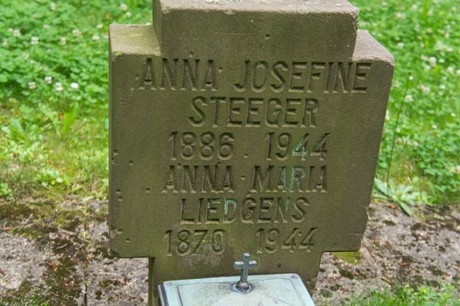 ANNA JOSEFINE
STEEGER
1886. 1944
ANNA MARIA
LIEDGENS
1870 1944